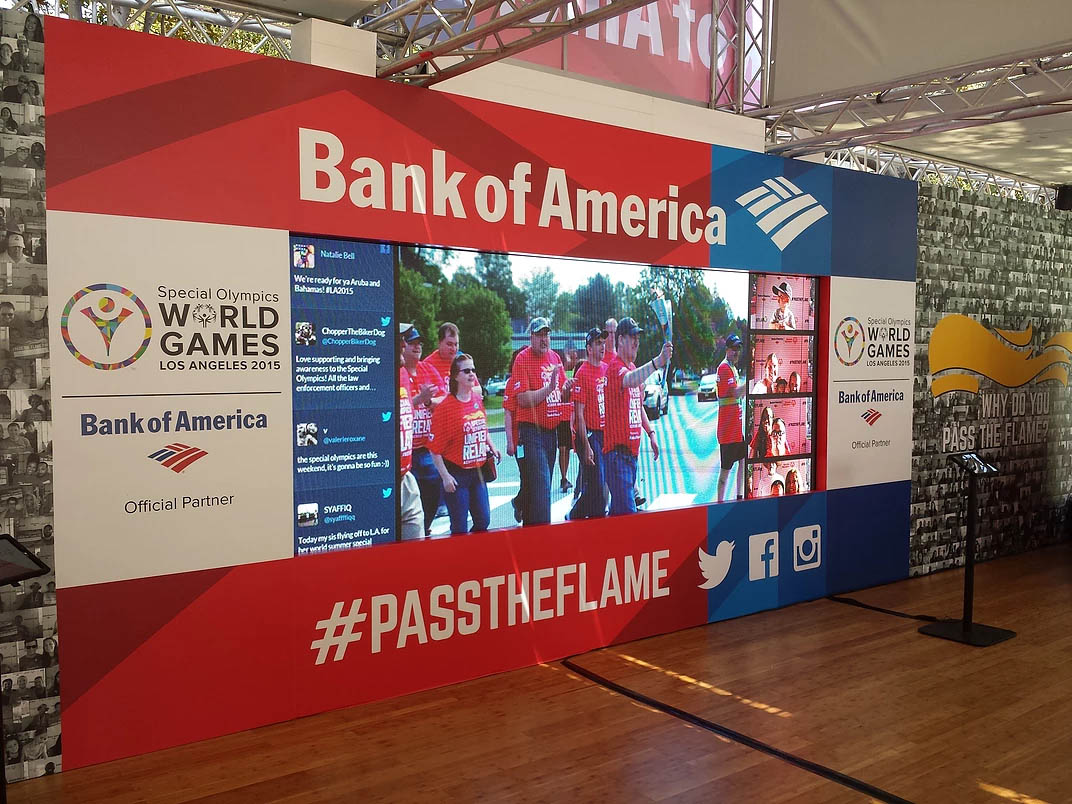 Bank of America
Special Olympics
WORLD
GAMES
LOS ANGELES 2015
Bank of America
Official Partner
Natalie Bell
We're ready for ya Aruba and
Bahamas! #LA2015
ChopperTheBikerDog
@ChopperBikerDog
Love supporting and bringing
awareness to the Special
Olympics! All the law
enforcement officers and...
v
@valerieroxane
the special olympics are this
weekend, it's gonna be so fun :-))
SYAFFIQ
Today my sis flying off to L.A. for
her world summer special
UNIFIED
RELAY
Special Olympics
WORLD
GAMES
LOS ANGELES 2015
Bank of America
Official Partner
#PASSTHEFLAME
WHY DO YOU
PASS THE FLAME?